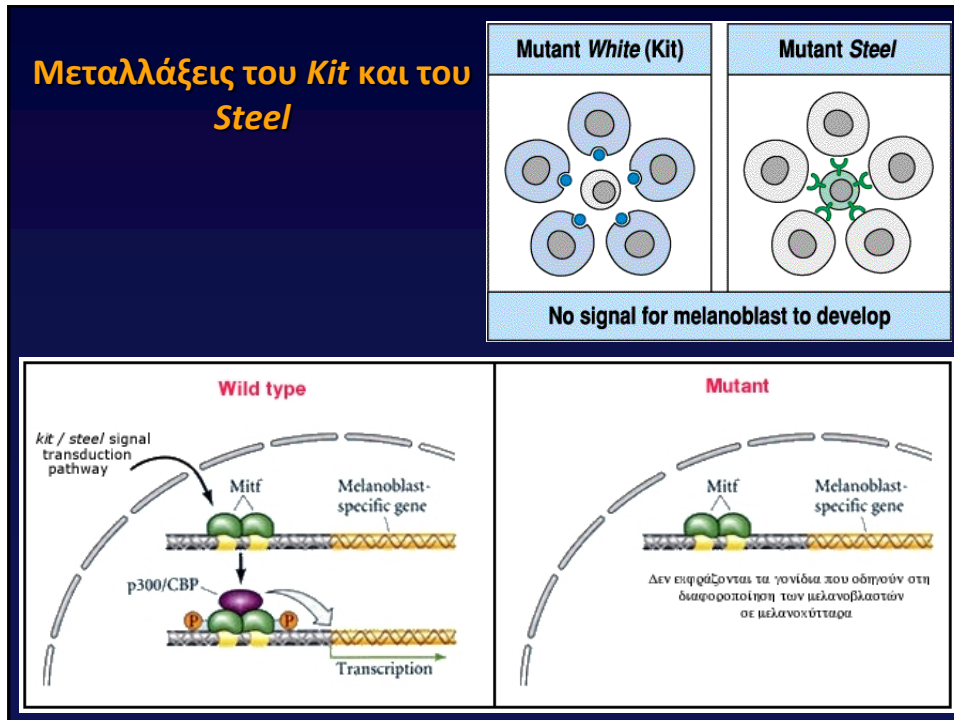 Μεταλλάξεις του Kit και του
Steel
Mutant White (Kit)
Mutant Steel
No signal for melanoblast to develop
Wild type
kit / steel signal
transduction
pathway
Mitf
Melanoblast-
specific gene
p300/CBP
P
P
Transcription
Mutant
Mitf
Melanoblast-
specific gene
Δεν εκφράζονται τα γονίδια που οδηγούν στη
διαφοροποίηση των μελανοβλαστών
σε μελανοκύτταρα